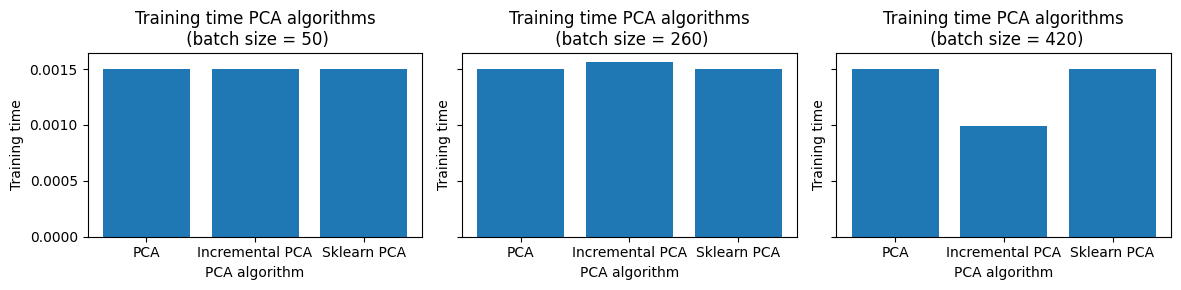 Training time PCA algorithms
(batch size = 50)
Training time
0.0015
0.0010
0.0005
0.0000
PCA
Incremental PCA
Sklearn PCA
PCA algorithm
Training time PCA algorithms
(batch size = 260)
Training time
PCA
Incremental PCA
Sklearn PCA
PCA algorithm
Training time PCA algorithms
(batch size = 420)
Training time
PCA
Incremental PCA
Sklearn PCA
PCA algorithm